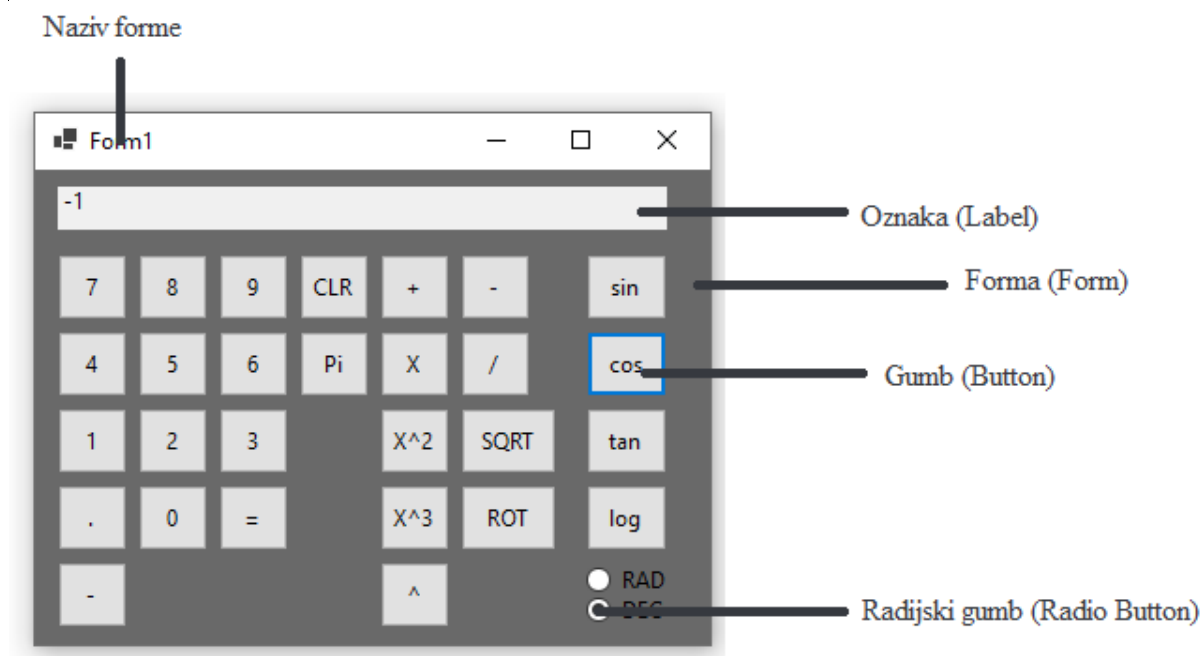 Naziv forme
Form1
-1
Oznaka (Label)
7 8 9 CLR + - sin
Forma (Form)
4 5 6 Pi X / cos
Gumb (Button)
1 2 3 X^2 SQRT tan
. 0 = X^3 ROT log
- ^
RAD
Radijski gumb (Radio Button)